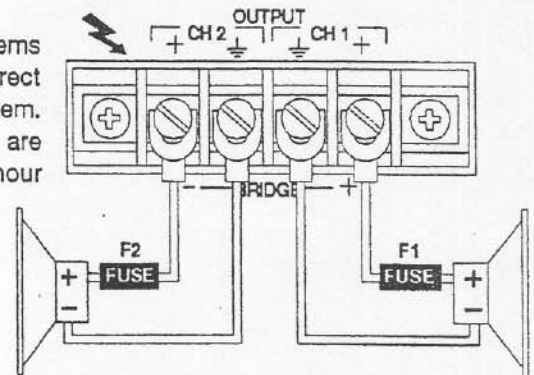 OUTPUT
+ CH 2 CH 1 +
ems
rect
em.
are
hour
- BRIDGE +
F2 F1
+ FUSE FUSE +
- -